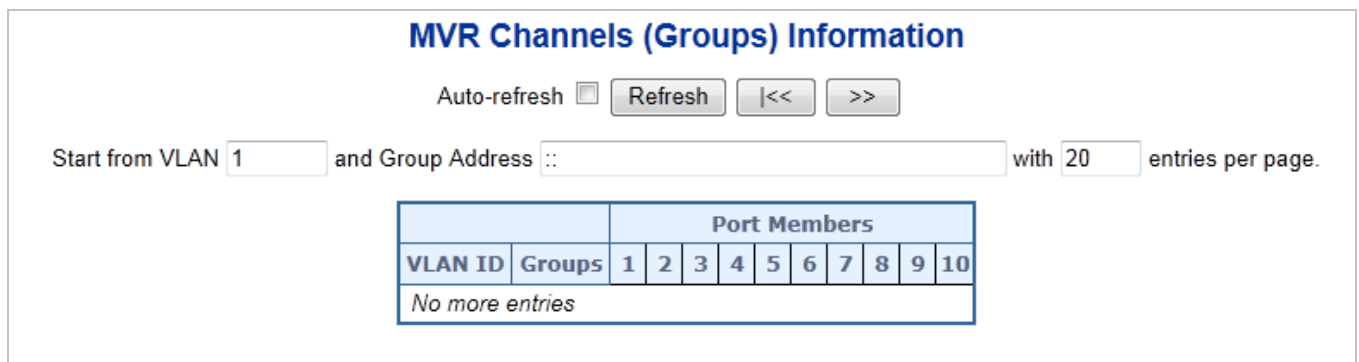 MVR Channels (Groups) Information
Auto-refresh Refresh |<< >>
Start from VLAN 1 and Group Address :: with 20 entries per page.
Port Members
VLAN ID Groups 1 2 3 4 5 6 7 8 9 10
No more entries